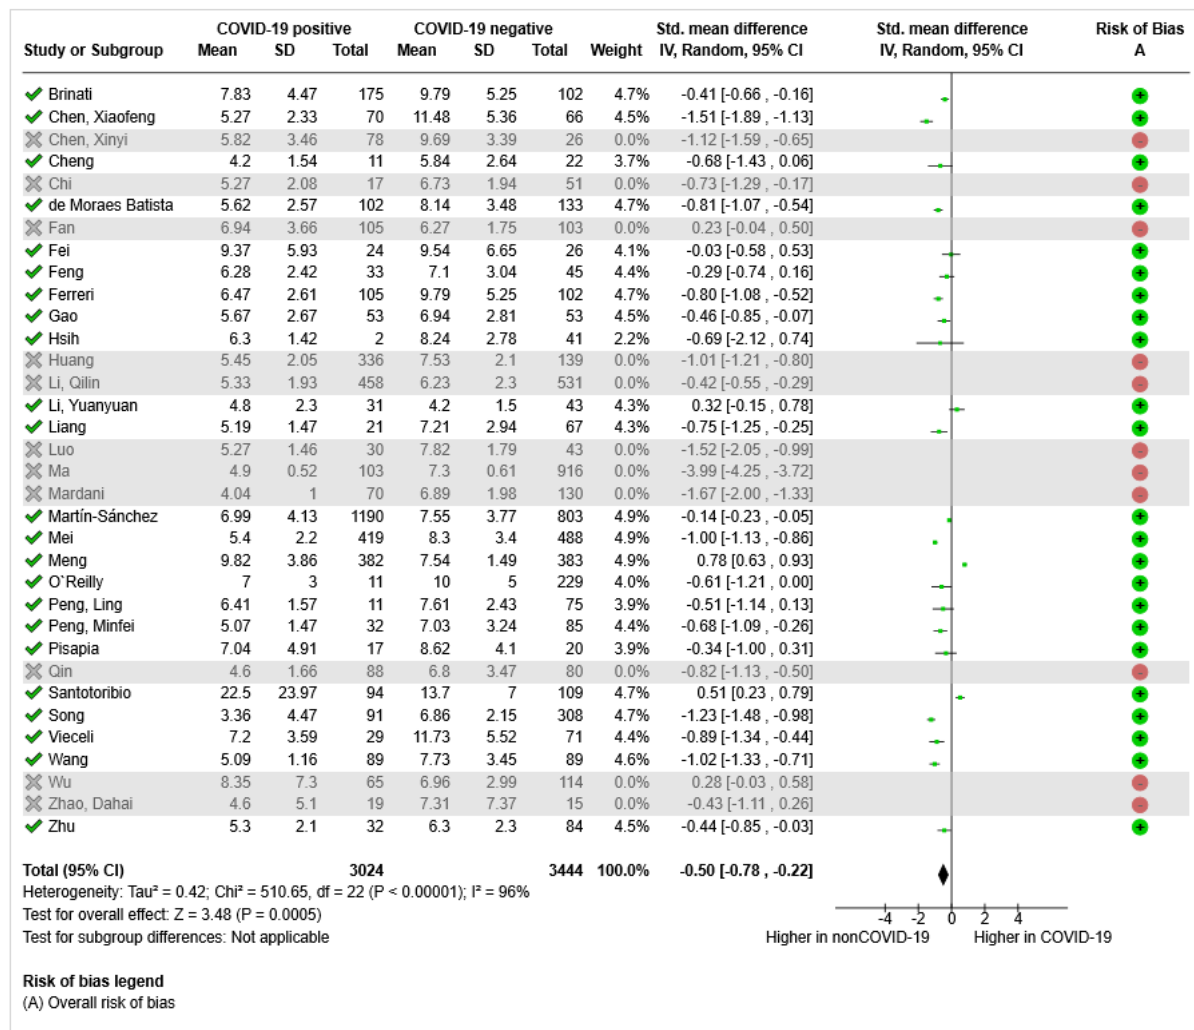 COVID-19 positive COVID-19 negative Std. mean difference Std. mean difference Risk of Bias
Study or Subgroup Mean SD Total Mean SD Total Weight IV, Random, 95% CI IV, Random, 95% CI A
Brinati 7.83 4.47 175 9.79 5.25 102 4.7% -0.41 [-0.66 , -0.16] +
Chen, Xiaofeng 5.27 2.33 70 11.48 5.36 66 4.5% -1.51 [-1.89 , -1.13] +
Chen, Xinyi 5.82 3.46 78 9.69 3.39 26 0.0% -1.12 [-1.59 , -0.65] -
Cheng 4.2 1.54 11 5.84 2.64 22 3.7% -0.68 [-1.43 , 0.06] +
Chi 5.27 2.08 17 6.73 1.94 51 0.0% -0.73 [-1.29 , -0.17] -
de Moraes Batista 5.62 2.57 102 8.14 3.48 133 4.7% -0.81 [-1.07 , -0.54] +
Fan 6.94 3.66 105 6.27 1.75 103 0.0% 0.23 [-0.04 , 0.50] -
Fei 9.37 5.93 24 9.54 6.65 26 4.1% -0.03 [-0.58 , 0.53] +
Feng 6.28 2.42 33 7.1 3.04 45 4.4% -0.29 [-0.74 , 0.16] +
Ferreri 6.47 2.61 105 9.79 5.25 102 4.7% -0.80 [-1.08 , -0.52] +
Gao 5.67 2.67 53 6.94 2.81 53 4.5% -0.46 [-0.85 , -0.07] +
Hsih 6.3 1.42 2 8.24 2.78 41 2.2% -0.69 [-2.12 , 0.74] +
Huang 5.45 2.05 336 7.53 2.1 139 0.0% -1.01 [-1.21 , -0.80] -
Li, Qilin 5.33 1.93 458 6.23 2.3 531 0.0% -0.42 [-0.55 , -0.29] -
Li, Yuanyuan 4.8 2.3 31 4.2 1.5 43 4.3% 0.32 [-0.15 , 0.78] +
Liang 5.19 1.47 21 7.21 2.94 67 4.3% -0.75 [-1.25 , -0.25] +
Luo 5.27 1.46 30 7.82 1.79 43 0.0% -1.52 [-2.05 , -0.99] -
Ma 4.9 0.52 103 7.3 0.61 916 0.0% -3.99 [-4.25 , -3.72] -
Mardani 4.04 1 70 6.89 1.98 130 0.0% -1.67 [-2.00 , -1.33] -
Martín-Sánchez 6.99 4.13 1190 7.55 3.77 803 4.9% -0.14 [-0.23 , -0.05] +
Mei 5.4 2.2 419 8.3 3.4 488 4.9% -1.00 [-1.13 , -0.86] +
Meng 9.82 3.86 382 7.54 1.49 383 4.9% 0.78 [0.63 , 0.93] +
O`Reilly 7 3 11 10 5 229 4.0% -0.61 [-1.21 , 0.00] +
Peng, Ling 6.41 1.57 11 7.61 2.43 75 3.9% -0.51 [-1.14 , 0.13] +
Peng, Minfei 5.07 1.47 32 7.03 3.24 85 4.4% -0.68 [-1.09 , -0.26] +
Pisapia 7.04 4.91 17 8.62 4.1 20 3.9% -0.34 [-1.00 , 0.31] +
Qin 4.6 1.66 88 6.8 3.47 80 0.0% -0.82 [-1.13 , -0.50] -
Santotoribio 22.5 23.97 94 13.7 7 109 4.7% 0.51 [0.23 , 0.79] +
Song 3.36 4.47 91 6.86 2.15 308 4.7% -1.23 [-1.48 , -0.98] +
Vieceli 7.2 3.59 29 11.73 5.52 71 4.4% -0.89 [-1.34 , -0.44] +
Wang 5.09 1.16 89 7.73 3.45 89 4.6% -1.02 [-1.33 , -0.71] +
Wu 8.35 7.3 65 6.96 2.99 114 0.0% 0.28 [-0.03 , 0.58] -
Zhao, Dahai 4.6 5.1 19 7.31 7.37 15 0.0% -0.43 [-1.11 , 0.26] -
Zhu 5.3 2.1 32 6.3 2.3 84 4.5% -0.44 [-0.85 , -0.03] +
Total (95% CI) 3024 3444 100.0% -0.50 [-0.78 , -0.22]
Heterogeneity: Tau² = 0.42; Chi² = 510.65, df = 22 (P < 0.00001); I² = 96%
Test for overall effect: Z = 3.48 (P = 0.0005)
-4 -2 0 2 4
Test for subgroup differences: Not applicable Higher in nonCOVID-19 Higher in COVID-19
Risk of bias legend
(A) Overall risk of bias